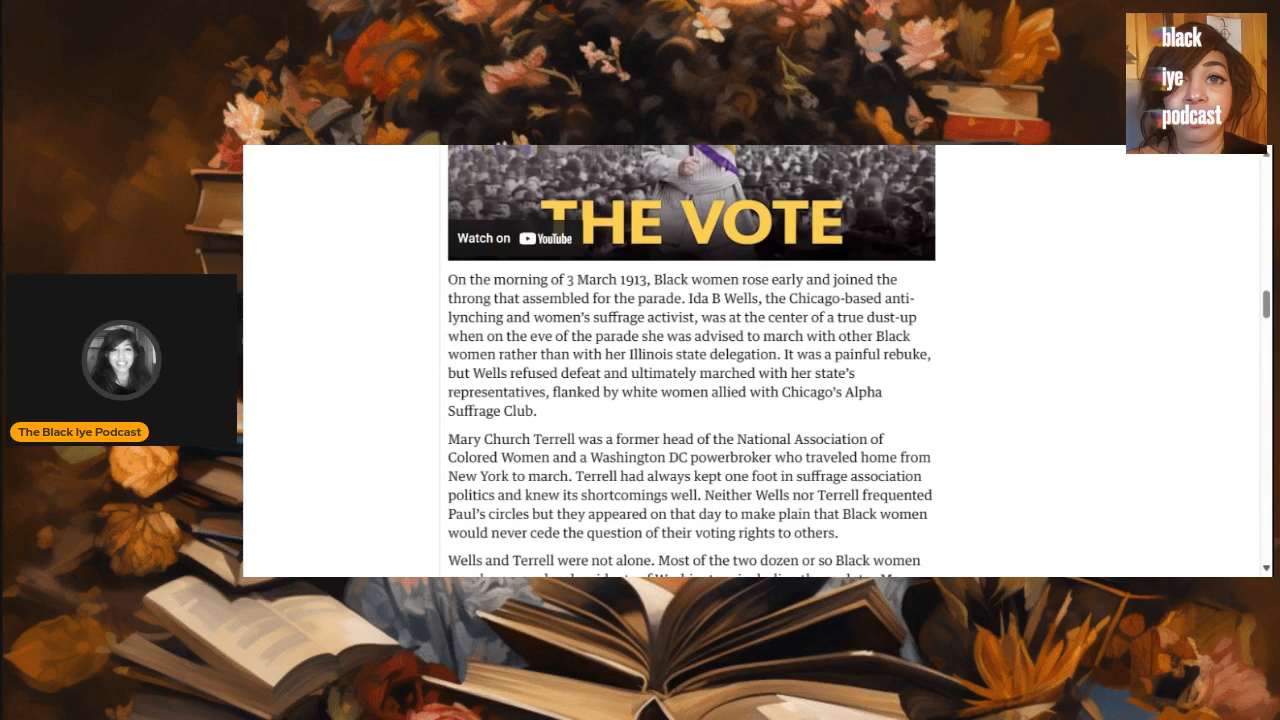 black
iye
podcast
THE VOTE
Watch on YouTube
On the morning of 3 March 1913, Black women rose early and joined the
throng that assembled for the parade. Ida B Wells, the Chicago-based anti-
lynching and women's suffrage activist, was at the center of a true dust-up
when on the eve of the parade she was advised to march with other Black
women rather than with her Illinois state delegation. It was a painful rebuke,
but Wells refused defeat and ultimately marched with her state's
representatives, flanked by white women allied with Chicago's Alpha
Suffrage Club.
Mary Church Terrell was a former head of the National Association of
Colored Women and a Washington DC powerbroker who traveled home from
New York to march. Terrell had always kept one foot in suffrage association
politics and knew its shortcomings well. Neither Wells nor Terrell frequented
Paul's circles but they appeared on that day to make plain that Black women
would never cede the question of their voting rights to others.
Wells and Terrell were not alone. Most of the two dozen or so Black women
The Black Iye Podcast